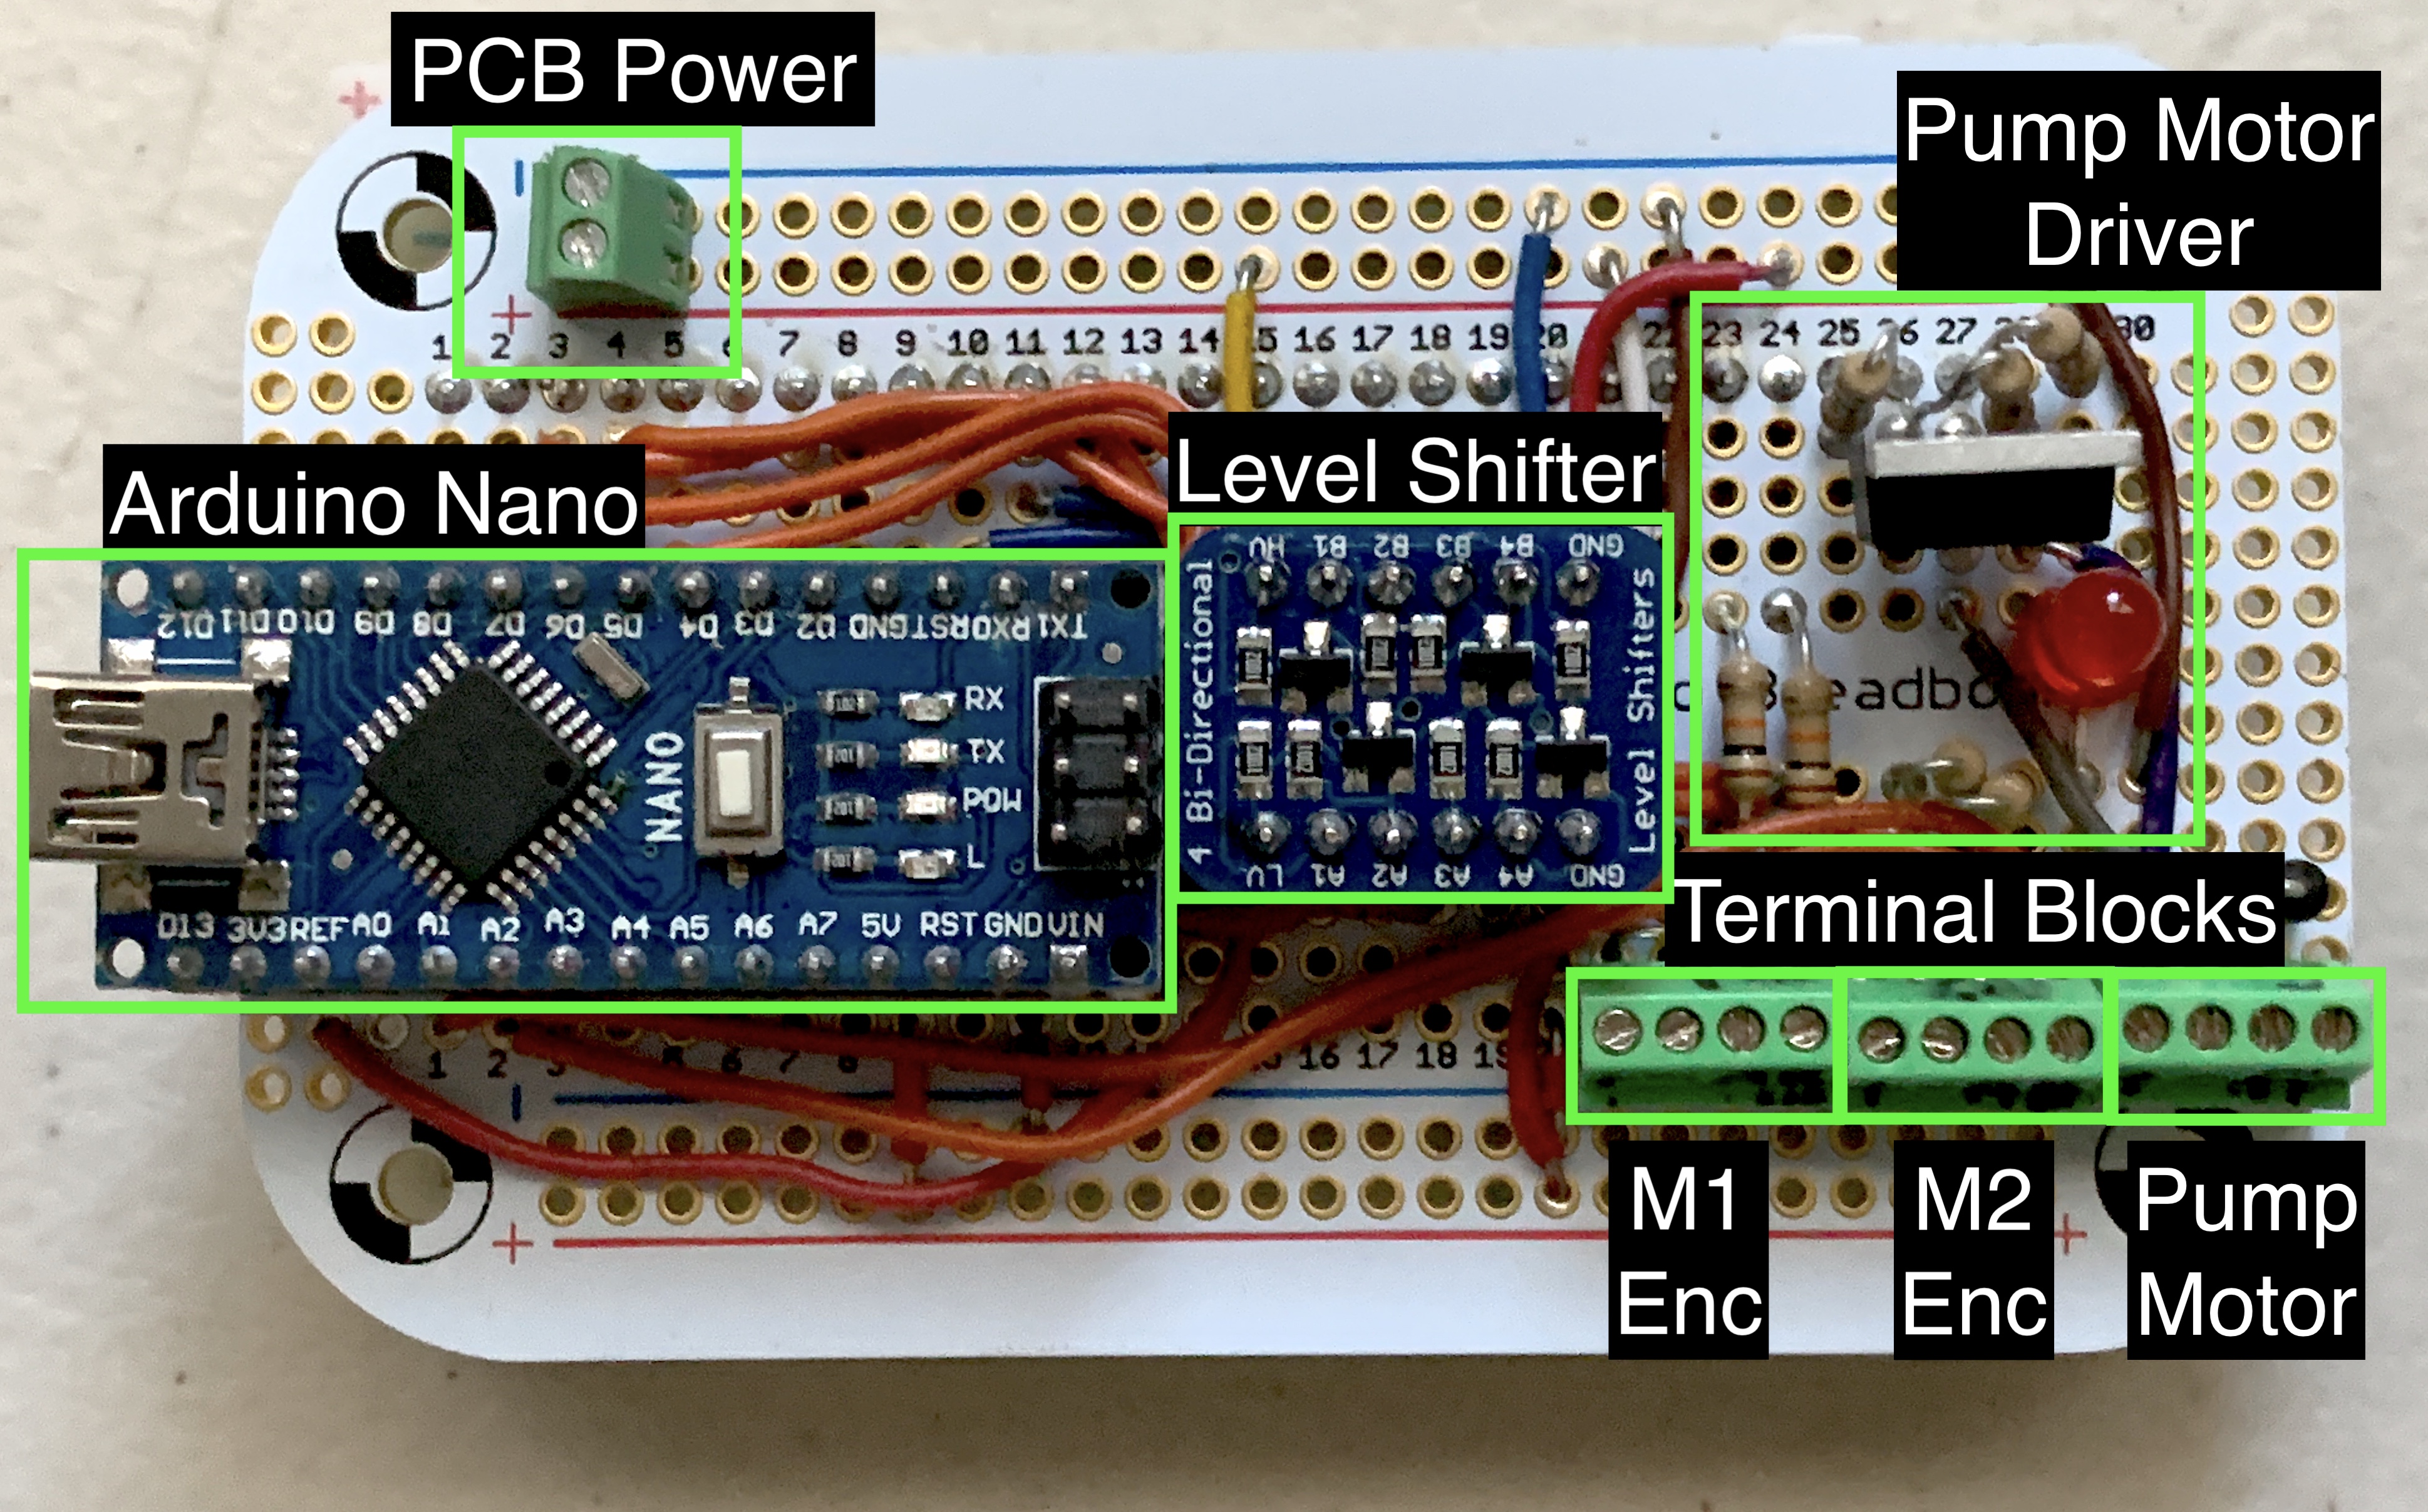 PCB Power
Pump Motor
Driver
+
+
1 2 3 4 5 6 7 8 9 10 11 12 13 14 15 16 17 18 19 20 22 23 24 25 26 27 30
Level Shifter
Arduino Nano
HV B1 B2 B3 B4 GND
D12 D11 D10 D9 D8 D7 D6 D5 D4 D3 D2 GND RST RX0 TX1
4 Bi-Directional
Level Shifters
RX
TX
POW
L
NANO
LV A1 A2 A3 A4 GND
D13 3V3 REF A0 A1 A2 A3 A4 A5 A6 A7 5V RST GND VIN
Terminal Blocks
1 2 3 5 6 7 8 15 16 17 18 19
+
+
M1
Enc
M2
Enc
Pump
Motor